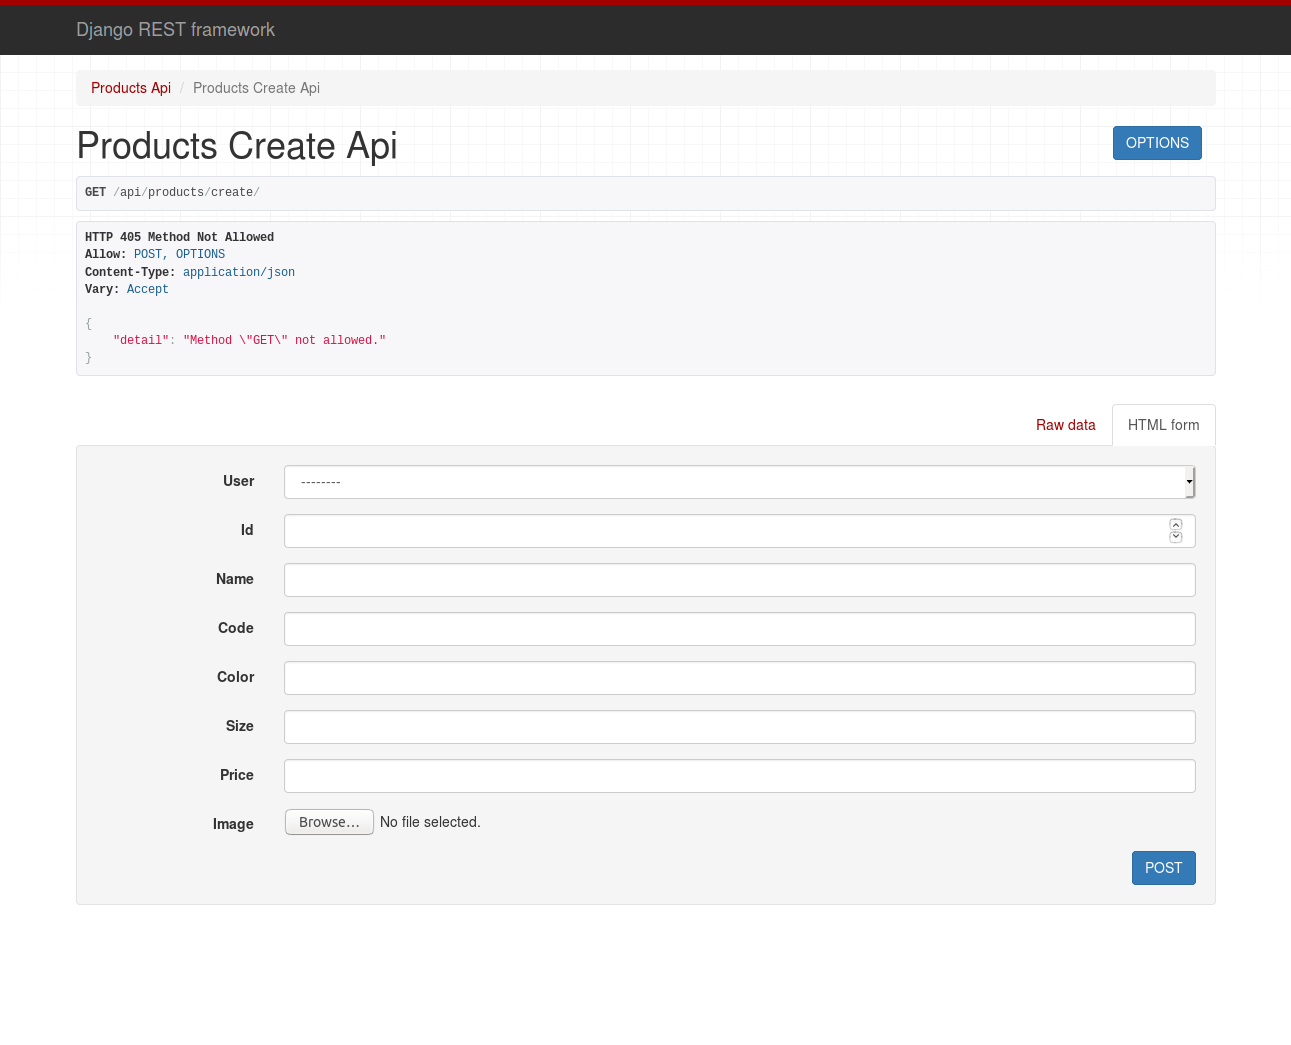 Django REST framework
Products Api / Products Create Api
Products Create Api
OPTIONS
GET /api/products/create/
HTTP 405 Method Not Allowed
Allow: POST, OPTIONS
Content-Type: application/json
Vary: Accept
{
"detail": "Method \"GET\" not allowed."
}
Raw data
HTML form
User
--------
Id
Name
Code
Color
Size
Price
Image
Browse... No file selected.
POST